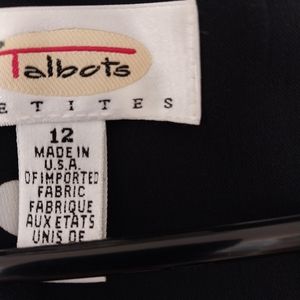 Talbots
ETITES
12
MADE IN
U.S.A.
OF IMPORTED
FABRIC
FABRIQUE
AUX ETATS
UNIS DE